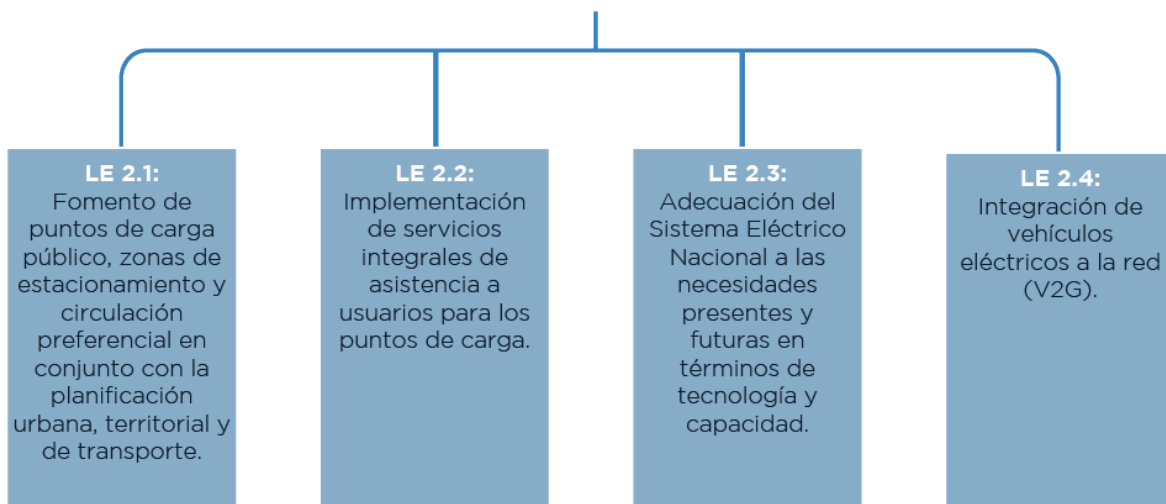 LE 2.1:
Fomento de
puntos de carga
público, zonas de
estacionamiento y
circulación
preferencial en
conjunto con la
planificación
urbana, territorial y
de transporte.
LE 2.2:
Implementación
de servicios
integrales de
asistencia a
usuarios para los
puntos de carga.
LE 2.3:
Adecuación del
Sistema Eléctrico
Nacional a las
necesidades
presentes y
futuras en
términos de
tecnología y
capacidad.
LE 2.4:
Integración de
vehículos
eléctricos a la red
(V2G).